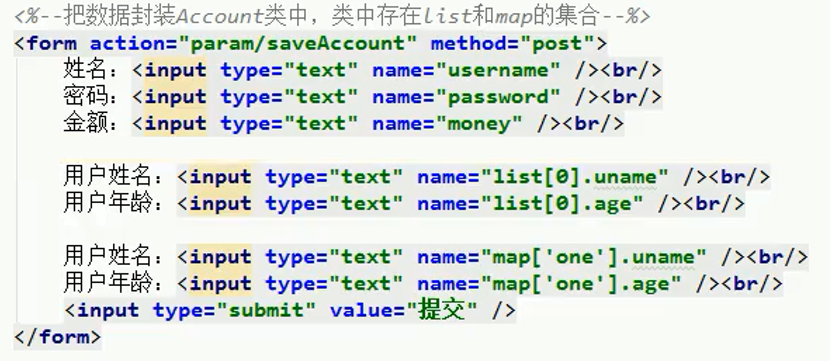 <%--把数据封装Account类中，类中存在list和map的集合--%>
<form action="param/saveAccount" method="post">
姓名：<input type="text" name="username" /><br/>
密码：<input type="text" name="password" /><br/>
金额：<input type="text" name="money" /><br/>
用户姓名：<input type="text" name="list[0].uname" /><br/>
用户年龄：<input type="text" name="list[0].age" /><br/>
用户姓名：<input type="text" name="map['one'].uname" /><br/>
用户年龄：<input type="text" name="map['one'].age" /><br/>
<input type="submit" value="提交" />
</form>